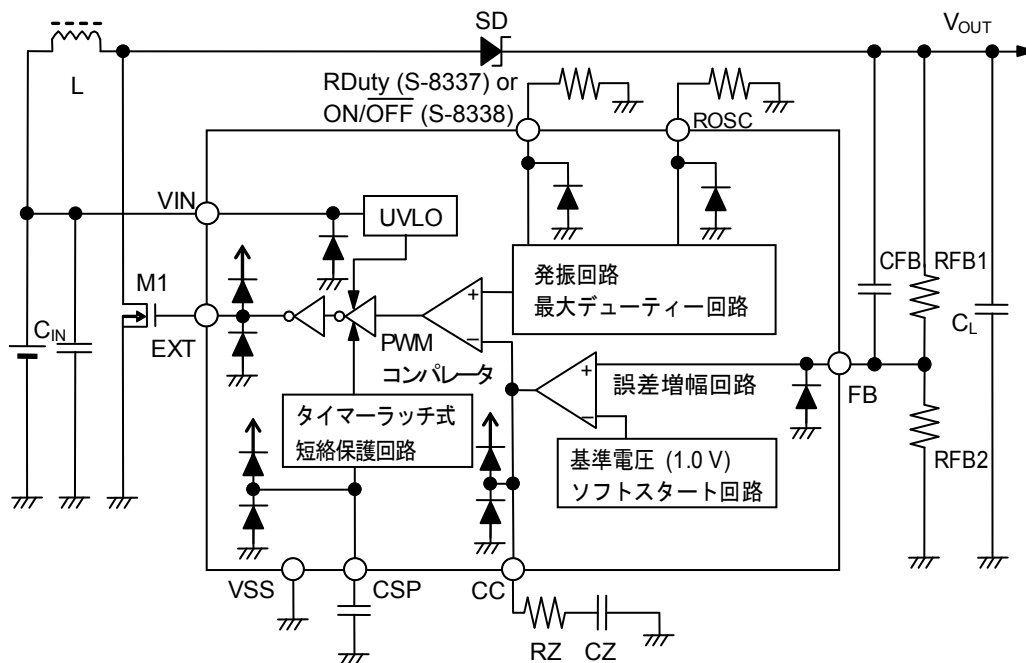 SD
VOUT
L
RDuty (S-8337) or
ON/OFF (S-8338)
ROSC
VIN
UVLO
M1
発振回路
最大デューティー回路
CFB
RFB1
CIN
EXT
PWM
コンパレータ
CL
誤差増幅回路
FB
タイマーラッチ式
短絡保護回路
基準電圧 (1.0 V)
ソフトスタート回路
RFB2
VSS
CSP
CC
RZ
CZ